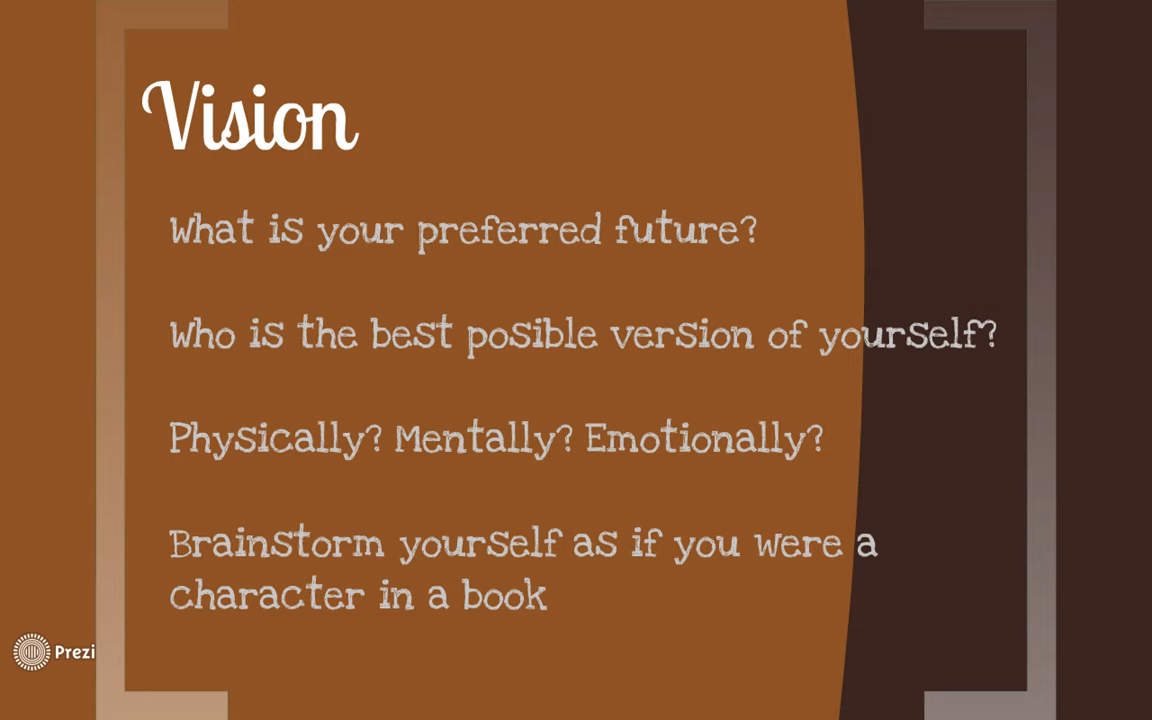 Vision
What is your preferred future?
Who is the best posible version of yourself?
Physically? Mentally? Emotionally?
Brainstorm yourself as if you were a
character in a book
Prezi